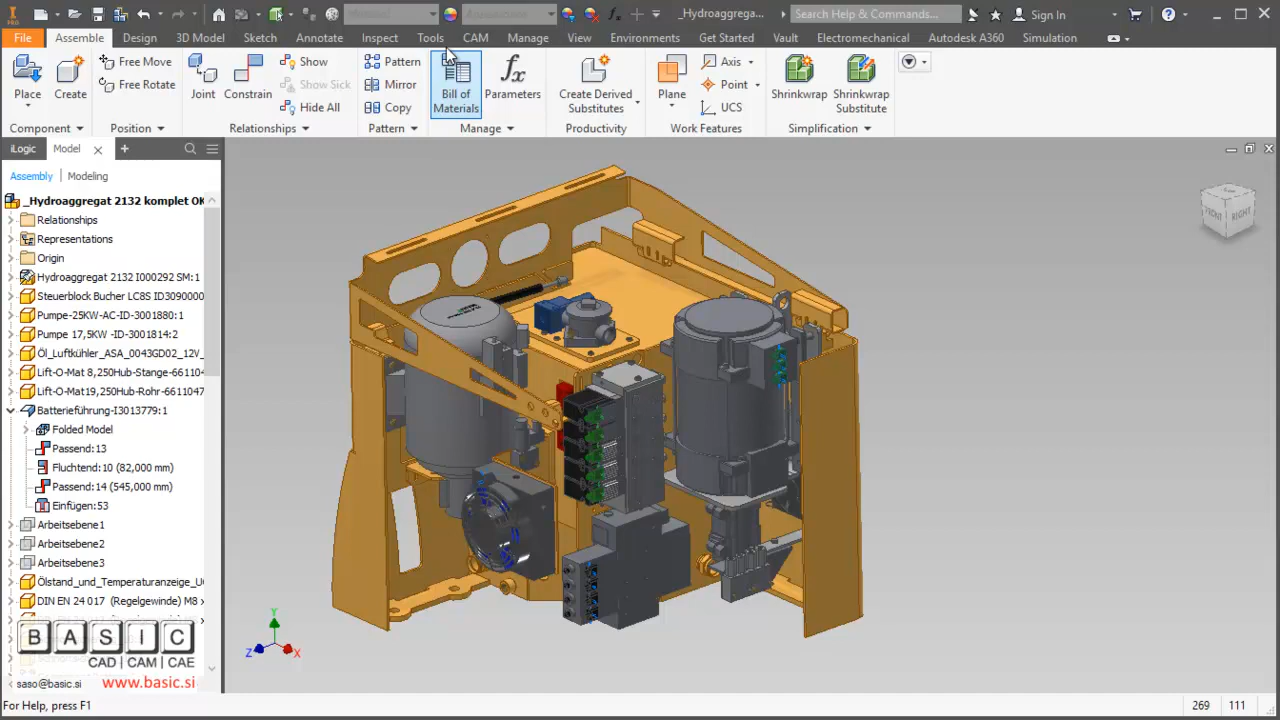 PRO
Material
Appearance
_Hydroaggrega...
Search Help & Commands...
Sign In
File
Assemble
Design
3D Model
Sketch
Annotate
Inspect
Tools
CAM
Manage
View
Environments
Get Started
Vault
Electromechanical
Autodesk A360
Simulation
Place
Create
Free Move
Free Rotate
Joint
Constrain
Show
Show Sick
Hide All
Pattern
Mirror
Copy
Bill of
Materials
fx
Parameters
Create Derived
Substitutes
Plane
Axis
Point
UCS
Shrinkwrap
Shrinkwrap
Substitute
Component
Position
Relationships
Pattern
Manage
Productivity
Work Features
Simplification
iLogic
Model
Assembly
Modeling
_Hydroaggregat 2132 komplet OK
Relationships
Representations
Origin
Hydroaggregat 2132 I000292 SM:1
Steuerblock Bucher LC8S ID3090000
Pumpe-25KW-AC-ID-3001880:1
Pumpe 17,5KW -ID-3001814:2
Öl_Luftkühler_ASA_0043GD02_12V_
Lift-O-Mat 8,250Hub-Stange-6611047
Lift-O-Mat19,250Hub-Rohr-6611047
Batterieführung-I3013779:1
Folded Model
Passend:13
Fluchtend:10 (82,000 mm)
Passend:14 (545,000 mm)
Einfügen:53
Arbeitsebene1
Arbeitsebene2
Arbeitsebene3
Ölstand_und_Temperaturanzeige_U
DIN EN 24 017 (Regelgewinde) M8 x
BASIC
CAD | CAM | CAE
saso@basic.si
www.basic.si
RIGHT
Y
Z
X
For Help, press F1
269
111